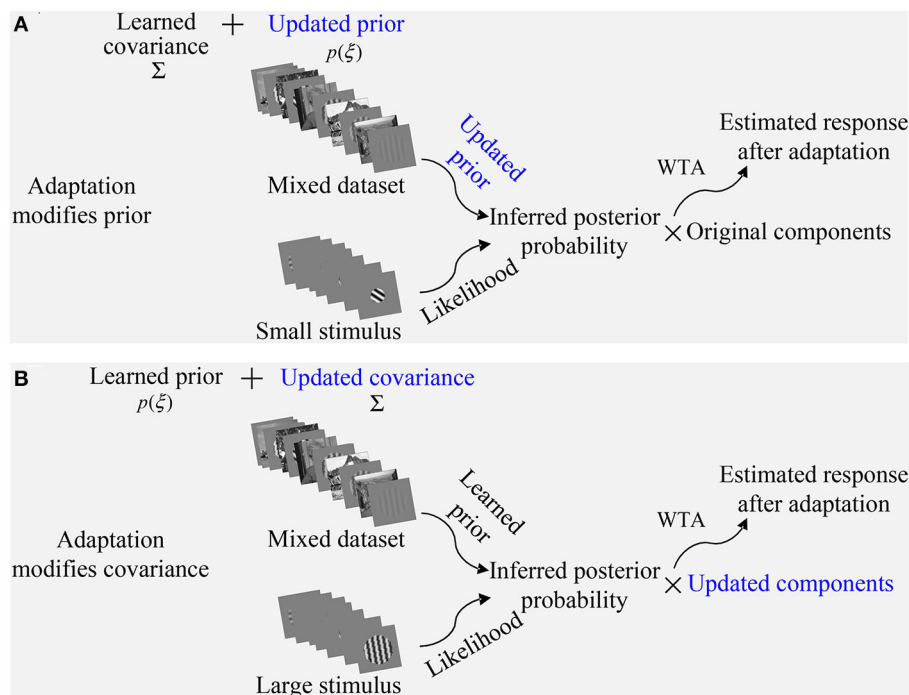 A
Learned + Updated prior
covariance p(ξ)
Σ
Updated
prior
Estimated response
after adaptation
WTA
Adaptation
modifies prior
Mixed dataset
Inferred posterior
probability
× Original components
Likelihood
Small stimulus
B
Learned prior + Updated covariance
p(ξ) Σ
Learned
prior
Estimated response
after adaptation
WTA
Adaptation
modifies covariance
Mixed dataset
Inferred posterior
probability
× Updated components
Likelihood
Large stimulus